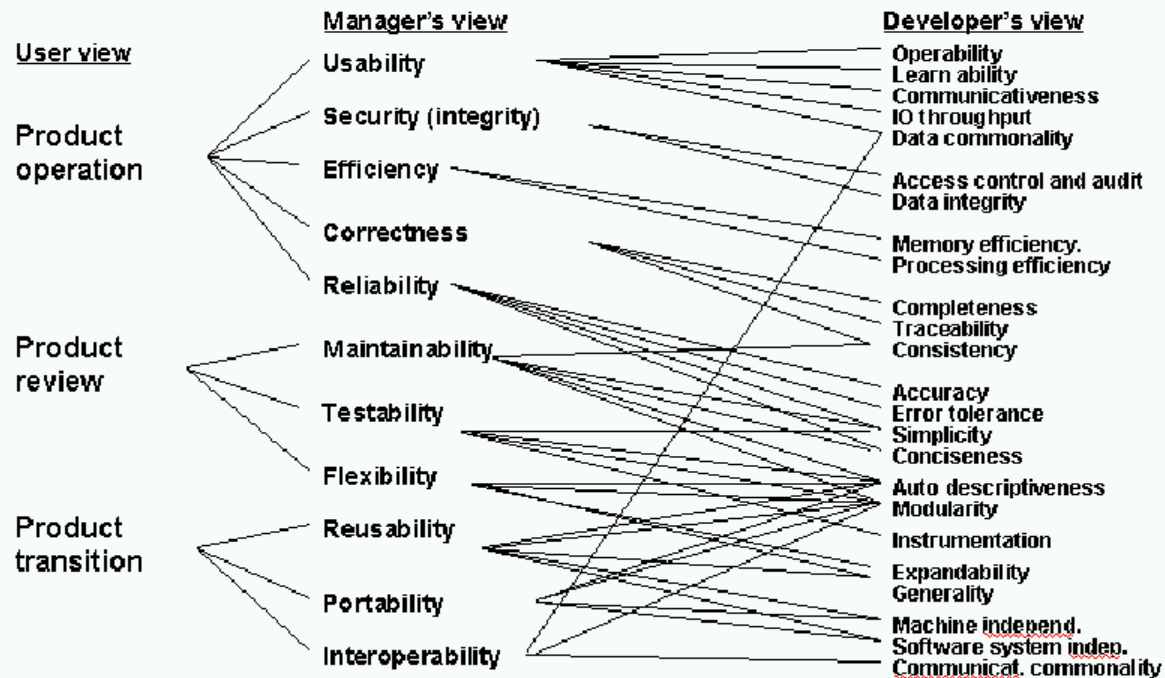 User view
Product
operation
Product
review
Product
transition
Manager's view
Usability
Security (integrity)
Efficiency
Correctness
Reliability
Maintainability
Testability
Flexibility
Reusability
Portability
Interoperability
Developer's view
Operability
Learn ability
Communicativeness
IO throughput
Data commonality
Access control and audit
Data integrity
Memory efficiency.
Processing efficiency
Completeness
Traceability
Consistency
Accuracy
Error tolerance
Simplicity
Conciseness
Auto descriptiveness
Modularity
Instrumentation
Expandability
Generality
Machine independ.
Software system indep.
Communicat. commonality